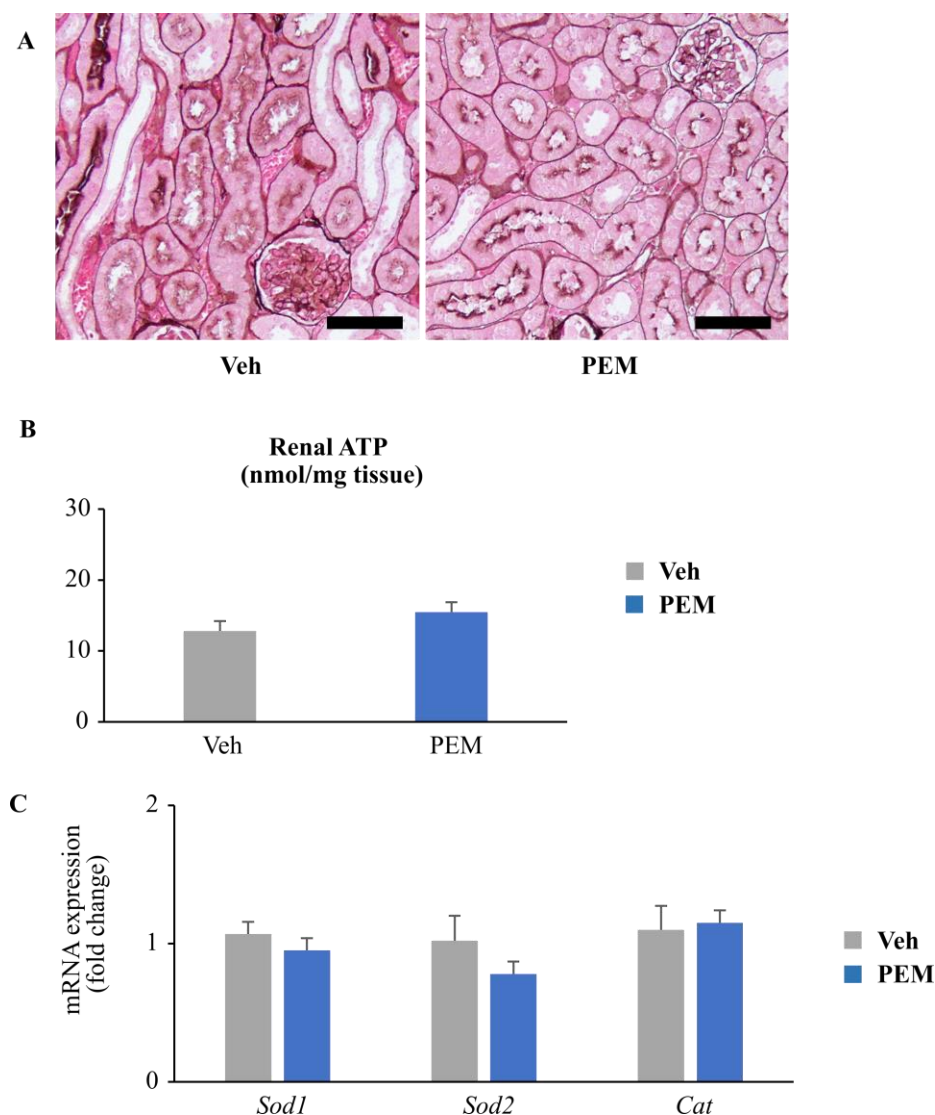 A
Veh
PEM
B
Renal ATP
(nmol/mg tissue)
30
20
10
0
Veh
PEM
Veh
PEM
C
mRNA expression
(fold change)
2
1
0
Sod1
Sod2
Cat
Veh
PEM